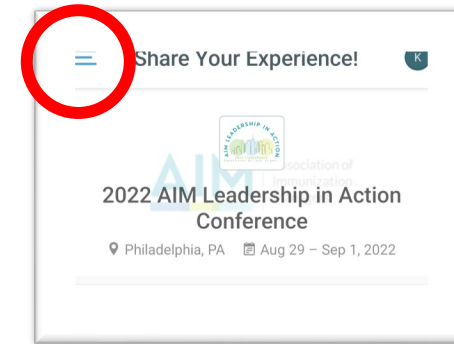 Share Your Experience!
K
AIM LEADERSHIP IN ACTION
AIM
Association of
Immunization
2022 AIM Leadership in Action
Conference
Philadelphia, PA Aug 29 – Sep 1, 2022